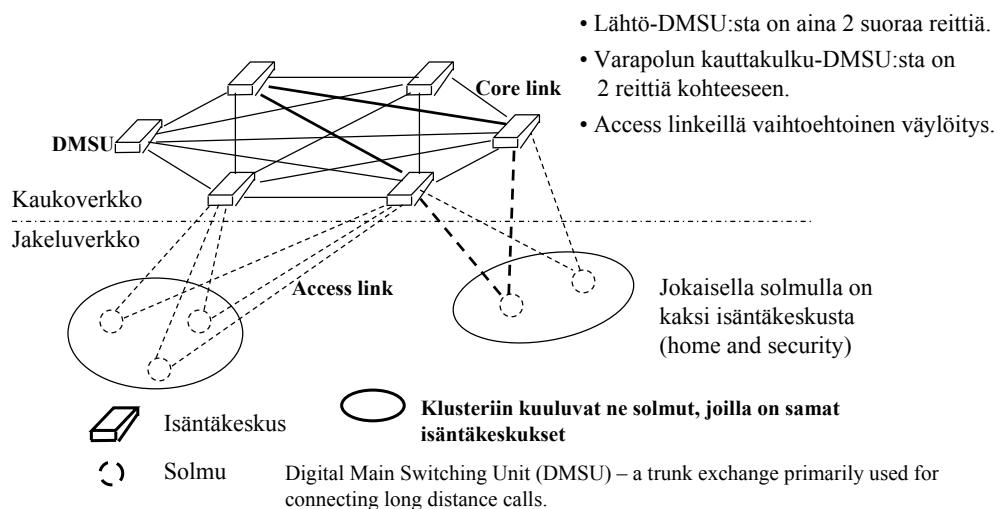 • Lähtö-DMSU:sta on aina 2 suoraa reittiä.
• Varapolun kauttakulku-DMSU:sta on
2 reittiä kohteeseen.
• Access linkeillä vaihtoehtoinen väylöitys.
Core link
DMSU
Kaukoverkko
Jakeluverkko
Access link
Jokaisella solmulla on
kaksi isäntäkeskusta
(home and security)
Isäntäkeskus
Klusteriin kuuluvat ne solmut, joilla on samat
isäntäkeskukset
Solmu
Digital Main Switching Unit (DMSU) – a trunk exchange primarily used for
connecting long distance calls.